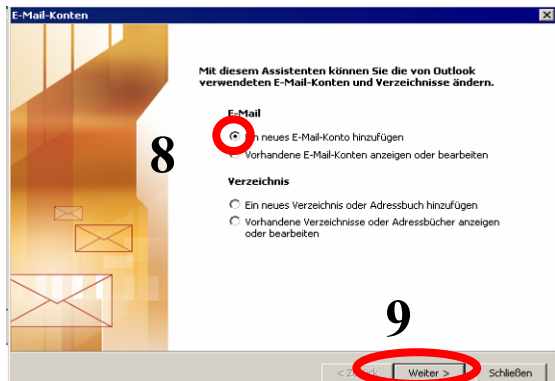 E-Mail-Konten
Mit diesem Assistenten können Sie die von Outlook
verwendeten E-Mail-Konten und Verzeichnisse ändern.
E-Mail
8
neues E-Mail-Konto hinzufügen
Vorhandene E-Mail-Konten anzeigen oder bearbeiten
Verzeichnis
Ein neues Verzeichnis oder Adressbuch hinzufügen
Vorhandene Verzeichnisse oder Adressbücher anzeigen
oder bearbeiten
9
Weiter >
Schließen